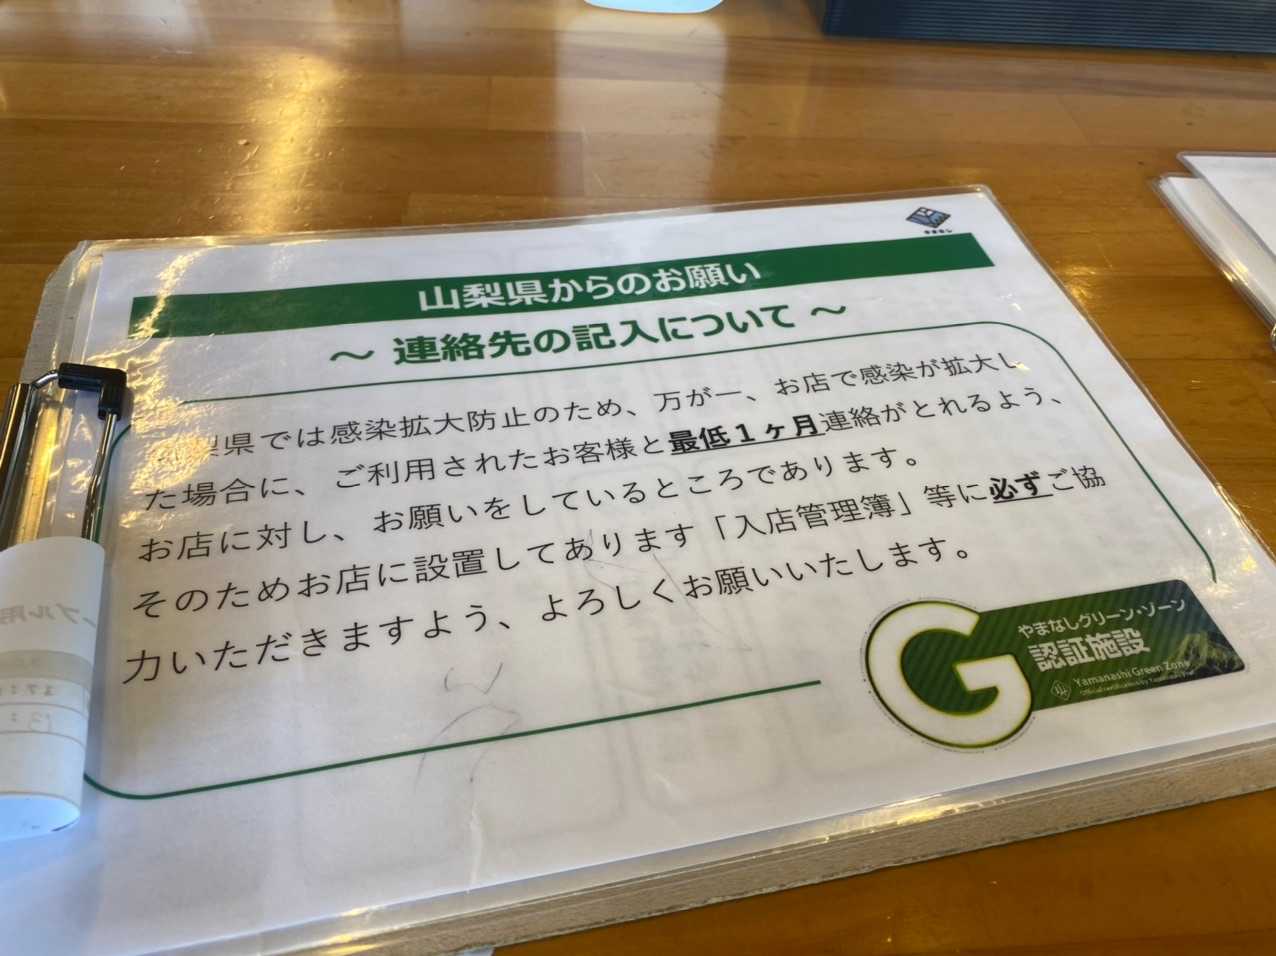 山梨県からのお願い
～ 連絡先の記入について ～
梨県では感染拡大防止のため、万が一、お店で感染が拡大し
た場合に、ご利用されたお客様と最低１ヶ月連絡がとれるよう、
お店に対し、お願いをしているところであります。
そのためお店に設置してあります「入店管理簿」等に必ずご協
力いただきますよう、よろしくお願いいたします。
G
やまなしグリーン・ゾーン
認証施設
Yamanashi Green Zone